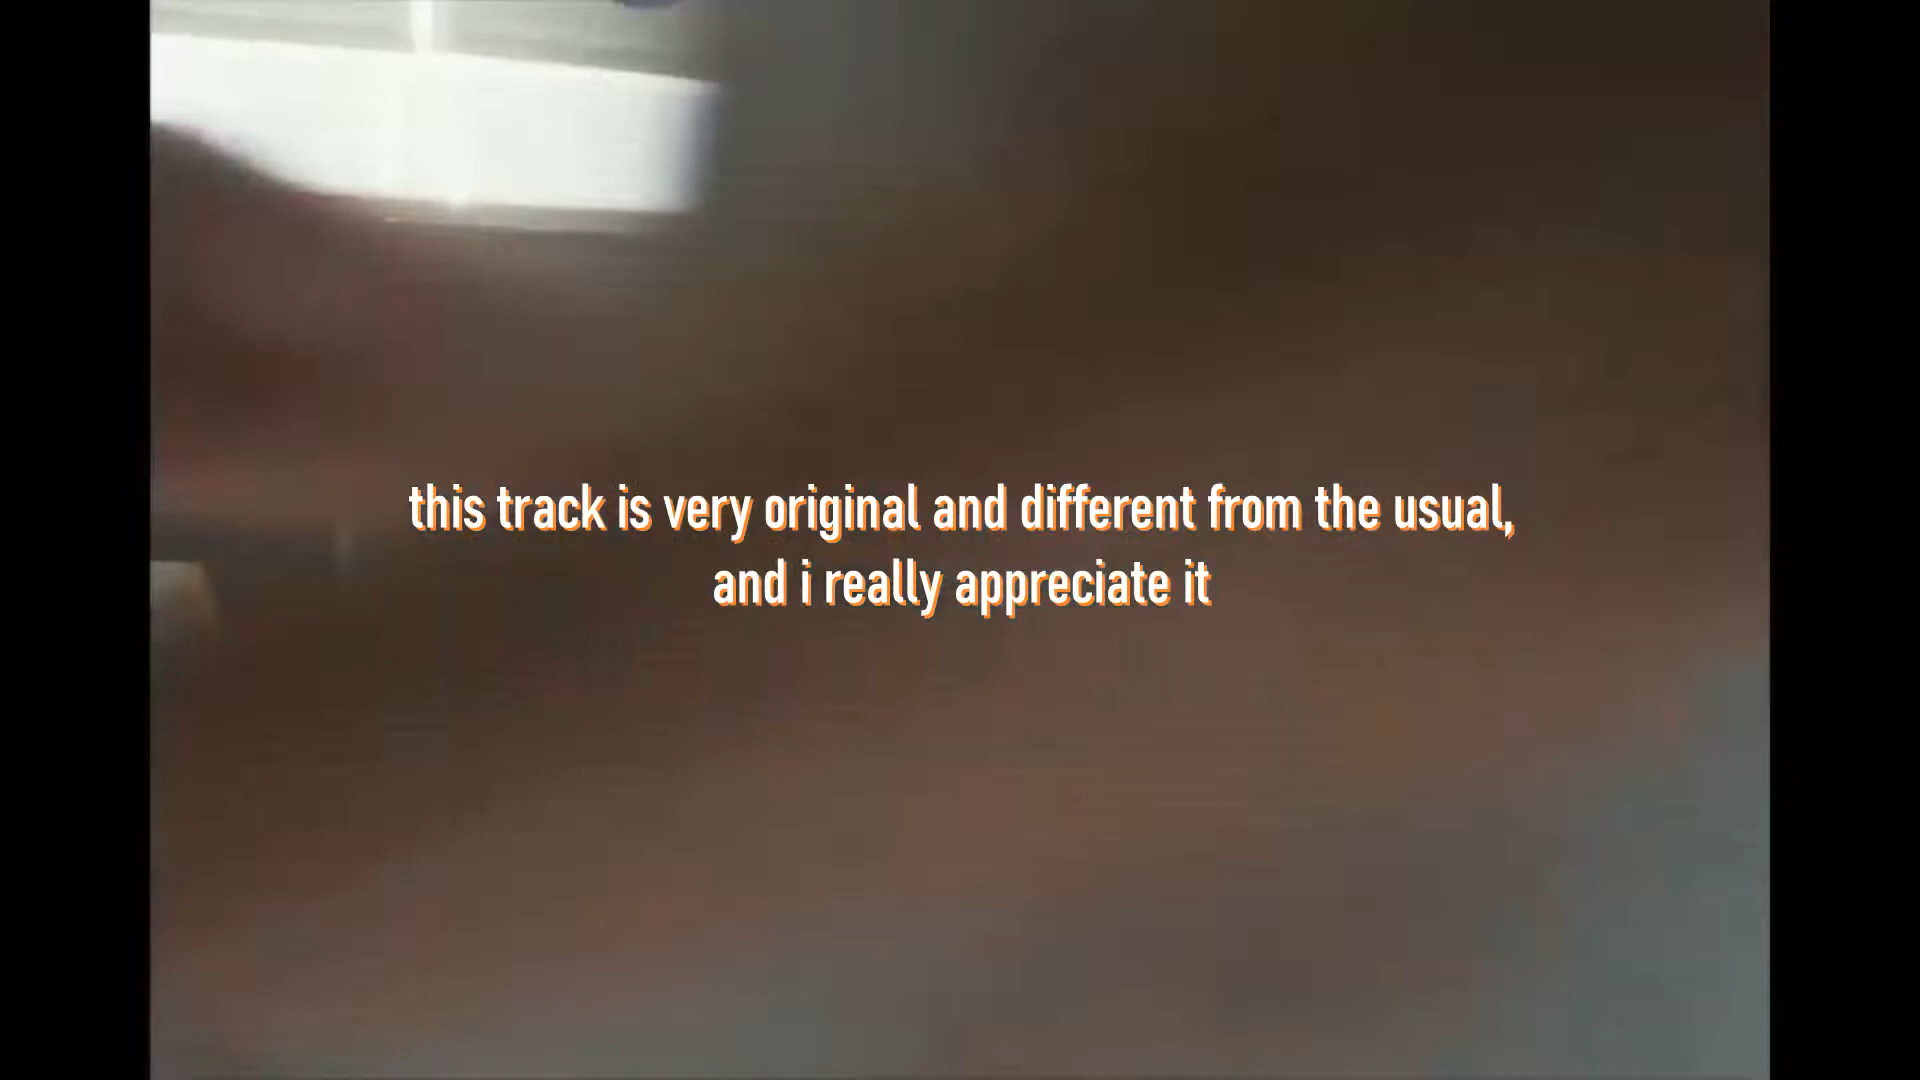 this track is very original and different from the usual,
and i really appreciate it